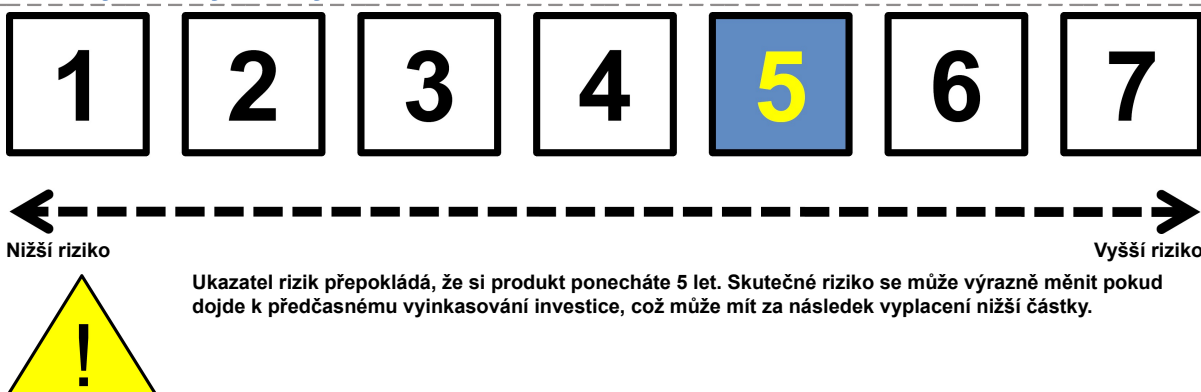 1 2 3 4 5 6 7
Nižší riziko Vyšší riziko
Ukazatel rizik přepokládá, že si produkt ponecháte 5 let. Skutečné riziko se může výrazně měnit pokud
dojde k předčasnému vyinkasování investice, což může mít za následek vyplacení nižší částky.
!